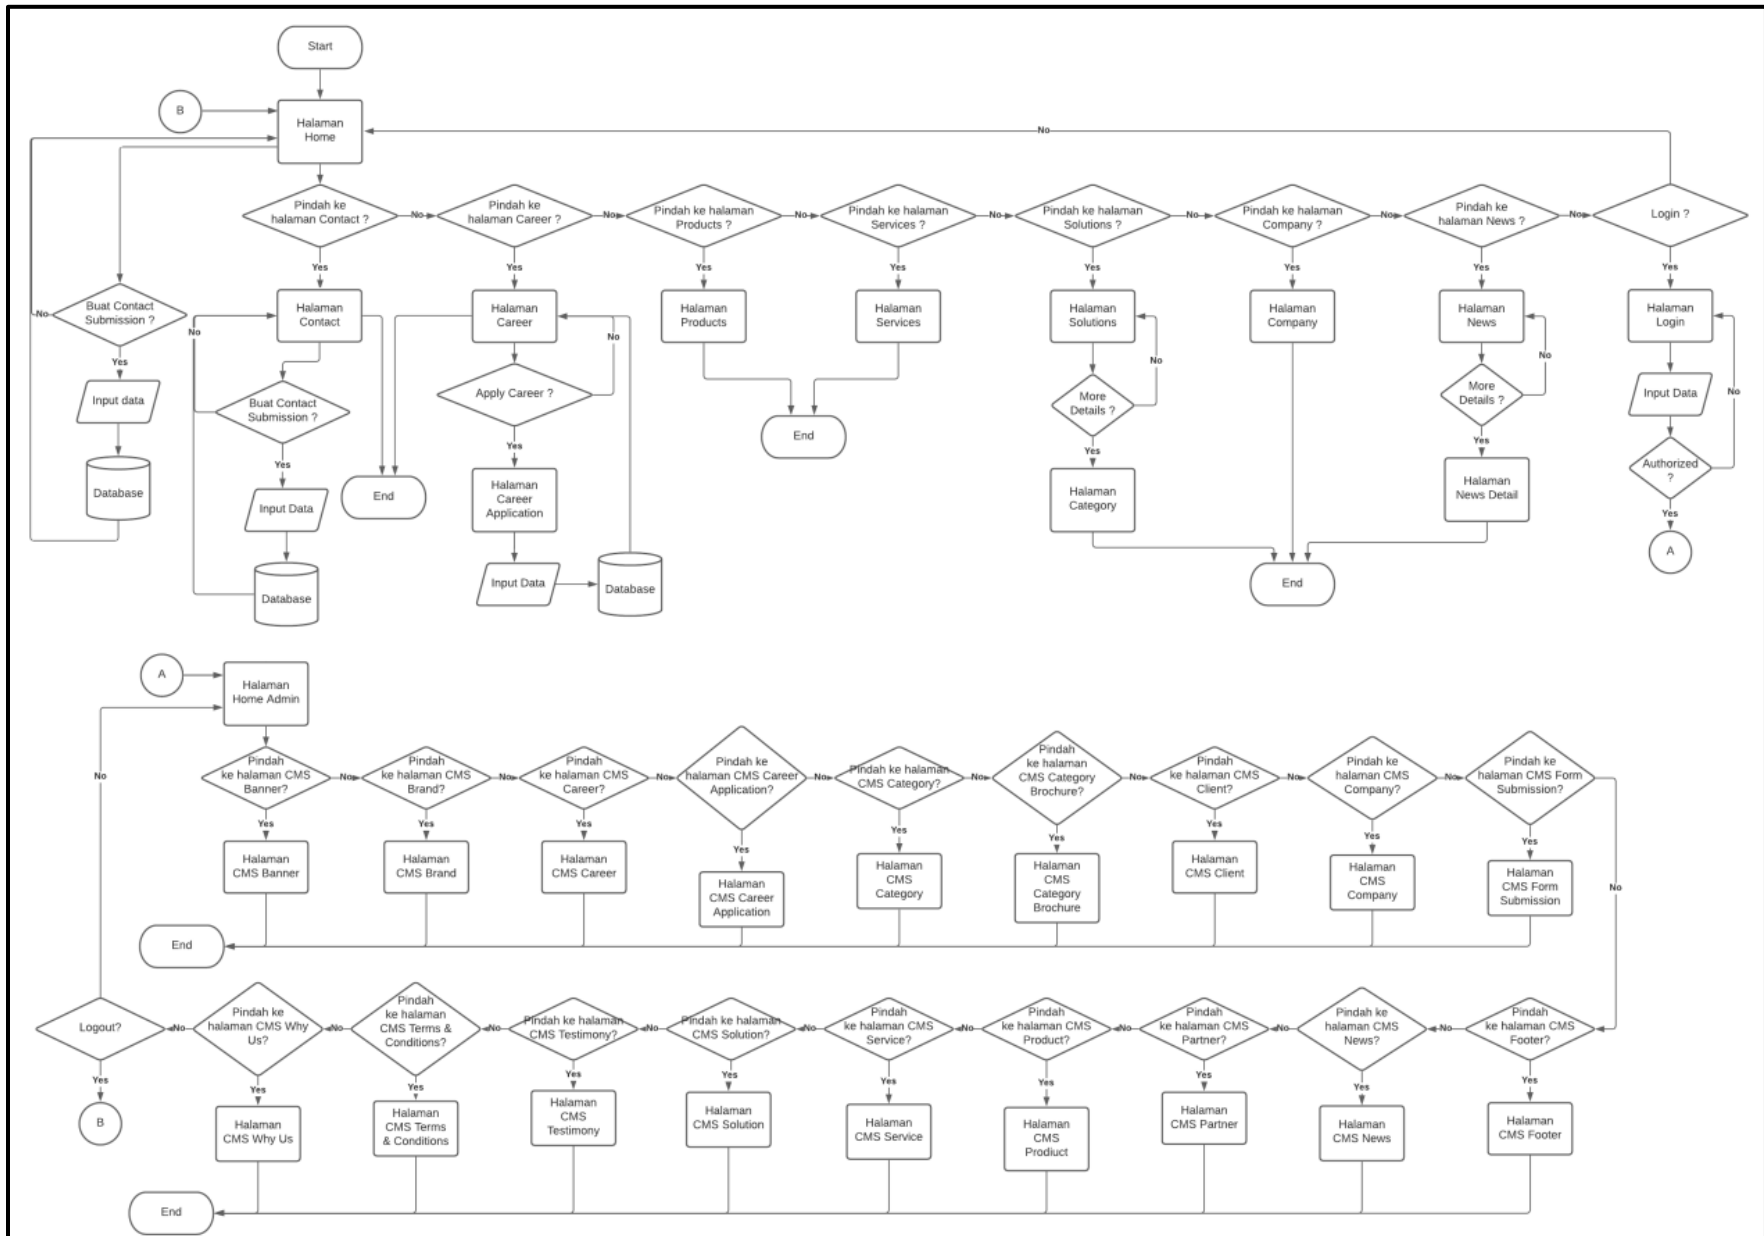 Start
B
Halaman
Home
No
Pindah ke
halaman Contact ?
No
Pindah ke
halaman Career ?
No
Pindah ke halaman
Products ?
No
Pindah ke halaman
Services ?
No
Pindah ke halaman
Solutions ?
No
Pindah ke halaman
Company ?
No
Pindah ke
halaman News ?
No
Login ?
Yes
Yes
Yes
Yes
Yes
Yes
Yes
Yes
Buat Contact
Submission ?
No
Halaman
Contact
Halaman
Career
Halaman
Products
Halaman
Services
Halaman
Solutions
Halaman
Company
Halaman
News
Halaman
Login
No
No
No
No
No
Yes
Input data
Buat Contact
Submission ?
Apply Career ?
More
Details ?
More
Details ?
Input Data
End
Yes
Yes
Yes
Yes
Database
Input Data
End
Halaman
Career
Application
Halaman
Category
Halaman
News Detail
Authorized
?
Yes
A
Database
Input Data
Database
End
A
Halaman
Home Admin
No
Pindah
ke halaman CMS
Banner?
No
Pindah
ke halaman CMS
Brand?
No
Pindah
ke halaman CMS
Career?
No
Pindah ke
halaman CMS Career
Application?
No
Pindah ke halaman
CMS Category?
No
Pindah
ke halaman
CMS Category
Brochure?
No
Pindah
ke halaman CMS
Client?
No
Pindah ke
halaman CMS
Company?
No
Pindah ke
halaman CMS Form
Submission?
Yes
Yes
Yes
Yes
Yes
Yes
Yes
Yes
Yes
Halaman
CMS Banner
Halaman
CMS Brand
Halaman
CMS Career
Halaman
CMS Career
Application
Halaman
CMS
Category
Halaman
CMS
Category
Brochure
Halaman
CMS Client
Halaman
CMS
Company
Halaman
CMS Form
Submission
No
End
Logout?
No
Pindah ke
halaman CMS Why
Us?
No
Pindah
ke halaman
CMS Terms &
Conditions?
No
Pindah ke halaman
CMS Testimony?
No
Pindah ke halaman
CMS Solution?
No
Pindah
ke halaman CMS
Service?
No
Pindah
ke halaman CMS
Product?
No
Pindah
ke halaman CMS
Partner?
No
Pindah ke
halaman CMS
News?
No
Pindah
ke halaman CMS
Footer?
Yes
Yes
Yes
Yes
Yes
Yes
Yes
Yes
Yes
Yes
B
Halaman
CMS Why Us
Halaman
CMS Terms
& Conditions
Halaman
CMS
Testimony
Halaman
CMS Solution
Halaman
CMS Service
Halaman
CMS
Prodiuct
Halaman
CMS Partner
Halaman
CMS News
Halaman
CMS Footer
End